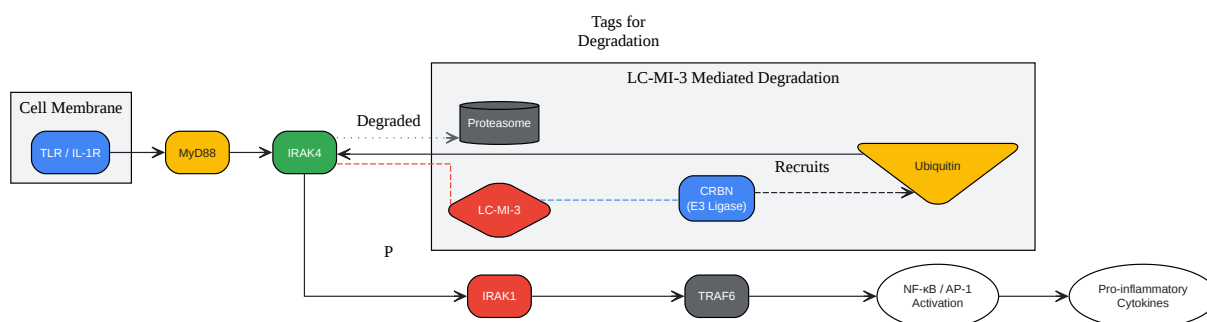 Tags for
Degradation
LC-MI-3 Mediated Degradation
Cell Membrane
Proteasome
Degraded
TLR / IL-1R
MyD88
IRAK4
Ubiquitin
Recruits
CRBN
(E3 Ligase)
LC-MI-3
P
IRAK1
TRAF6
NF-κB / AP-1
Activation
Pro-inflammatory
Cytokines